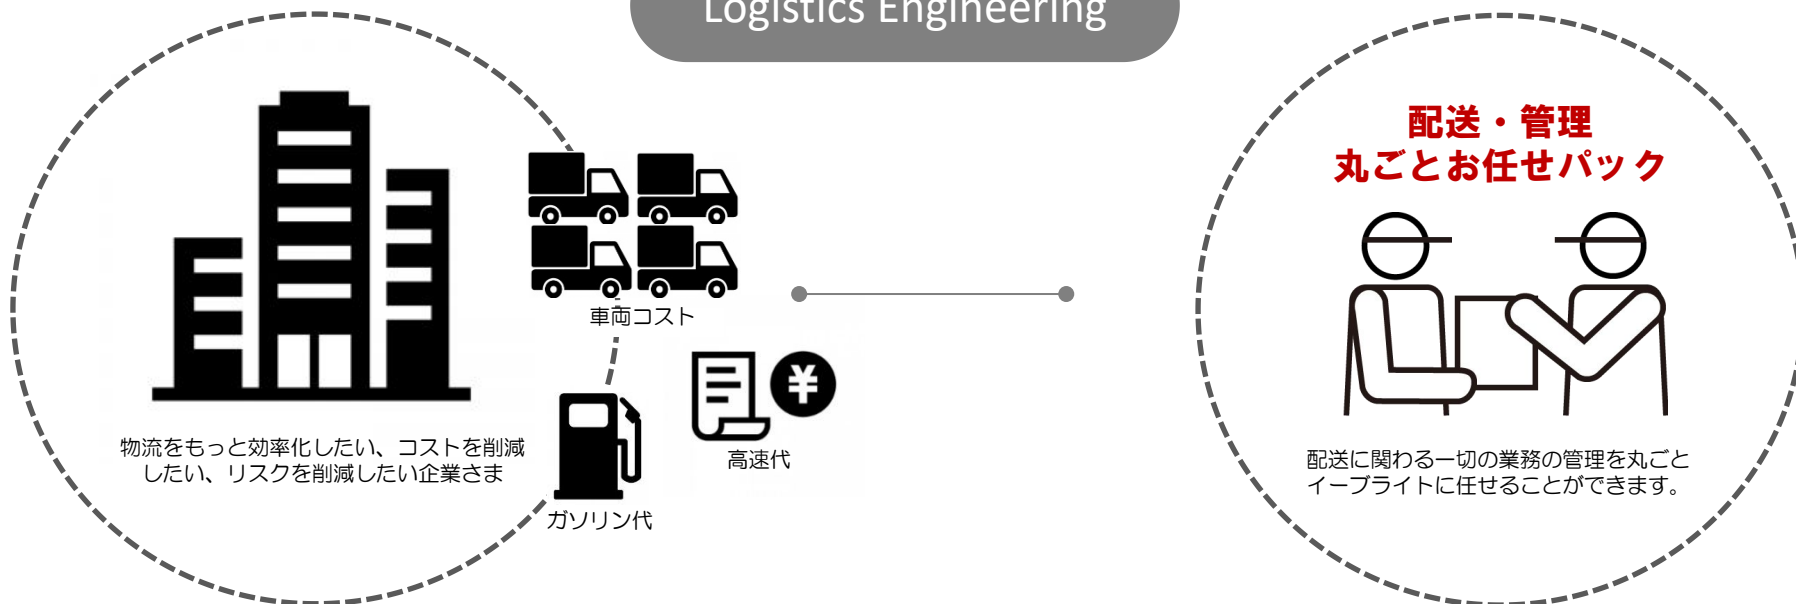 Logistics Engineering
配送・管理
丸ごとお任せパック
車両コスト
物流をもっと効率化したい、コストを削減
したい、リスクを削減したい企業さま
高速代
ガソリン代
配送に関わる一切の業務の管理を丸ごと
イーブライトに任せることができます。
¥